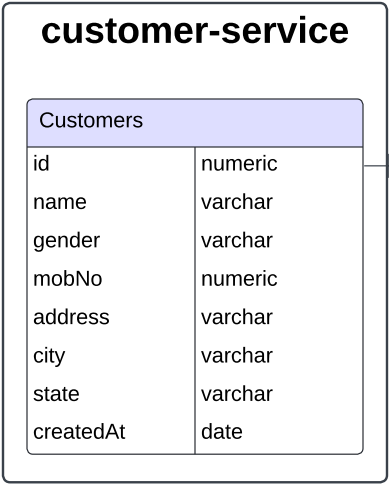 customer-service
Customers
id numeric
name varchar
gender varchar
mobNo numeric
address varchar
city varchar
state varchar
createdAt date